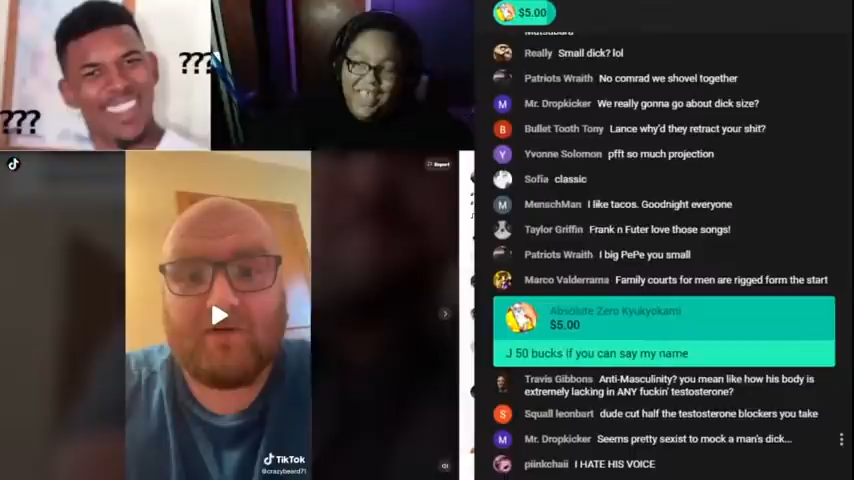 ???
???
Report
TikTok
@crazybeard71
$5.00
Really Small dick? lol
Patriots Wraith No comrad we shovel together
Mr. Dropkicker We really gonna go about dick size?
Bullet Tooth Tony Lance why'd they retract your shit?
Yvonne Solomon pfft so much projection
Sofia classic
MenschMan I like tacos. Goodnight everyone
Taylor Griffin Frank n Futer love those songs!
Patriots Wraith I big PePe you small
Marco Valderrama Family courts for men are rigged form the start
Absolute Zero Kyukyokami
$5.00
J 50 bucks if you can say my name
Travis Gibbons Anti-Masculinity? you mean like how his body is
extremely lacking in ANY fuckin' testosterone?
Squall leonbart dude cut half the testosterone blockers you take
Mr. Dropkicker Seems pretty sexist to mock a man's dick...
piinkchaii I HATE HIS VOICE